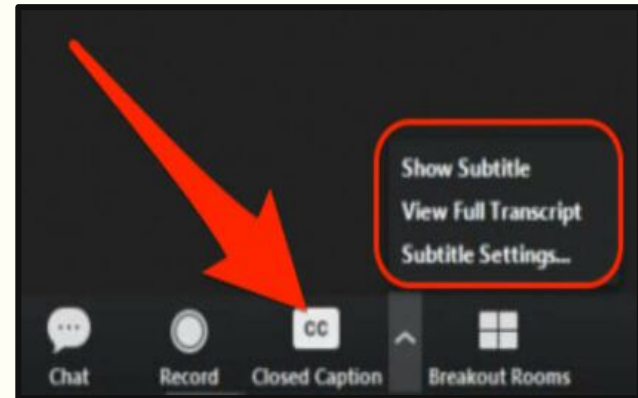 Show Subtitle
View Full Transcript
Subtitle Settings...
CC
Chat
Record
Closed Caption
Breakout Rooms